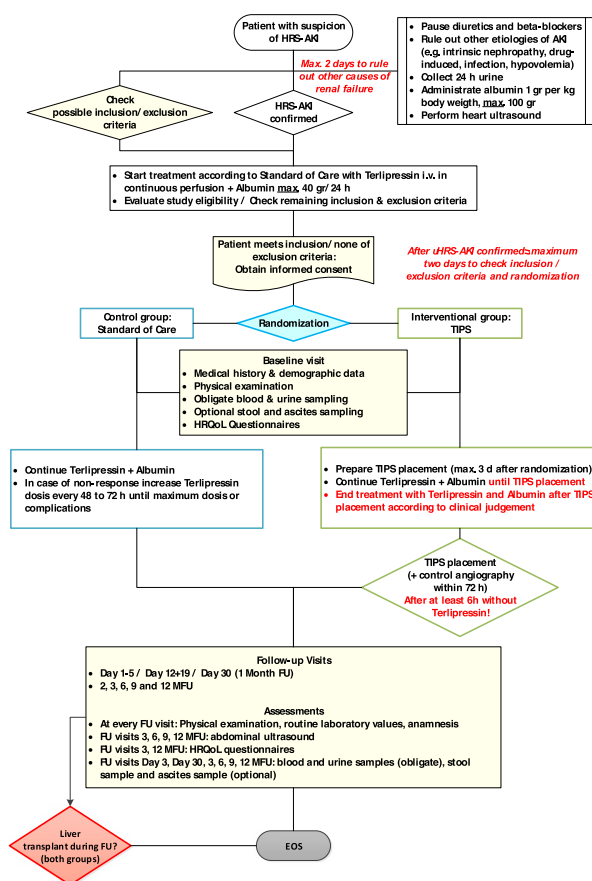 Patient with suspicion
of HRS-AKI
Max. 2 days to rule
out other causes of
renal failure
• Pause diuretics and beta-blockers
• Rule out other etiologies of AKI
(e.g. intrinsic nephropathy, drug-
induced, infection, hypovolemia)
• Collect 24 h urine
• Administrate albumin 1 gr per kg
body weigth, max. 100 gr
• Perform heart ultrasound
Check
possible inclusion/ exclusion
criteria
HRS-AKI
confirmed
• Start treatment according to Standard of Care with Terlipressin i.v. in
continuous perfusion + Albumin max. 40 gr/ 24 h
• Evaluate study eligibility / Check remaining inclusion & exclusion criteria
Patient meets inclusion/ none of
exclusion criteria:
Obtain informed consent
After uHRS-AKI confirmed:maximum
two days to check inclusion /
exclusion criteria and randomization
Control group:
Standard of Care
Randomization
Interventional group:
TIPS
Baseline visit
• Medical history & demographic data
• Physical examination
• Obligate blood & urine sampling
• Optional stool and ascites sampling
• HRQoL Questionnaires
• Continue Terlipressin + Albumin
• In case of non-response increase Terlipressin
dosis every 48 to 72 h until maximum dosis or
complications
• Prepare TIPS placement (max. 3 d after randomization)
• Continue Terlipressin + Albumin until TIPS placement
• End treatment with Terlipressin and Albumin after TIPS
placement according to clinical judgement
TIPS placement
(+ control angiography
within 72 h)
After at least 6h without
Terlipressin!
Follow-up Visits
• Day 1-5 / Day 12+19 / Day 30 (1 Month FU)
• 2, 3, 6, 9 and 12 MFU
Assessments
• At every FU visit: Physical examination, routine laboratory values, anamnesis
• FU visits 3, 6, 9, 12 MFU: abdominal ultrasound
• FU visits 3, 12 MFU: HRQoL questionnaires
• FU visits Day 3, Day 30, 3, 6, 9, 12 MFU: blood and urine samples (obligate), stool
sample and ascites sample (optional)
Liver
transplant during FU?
(both groups)
EOS